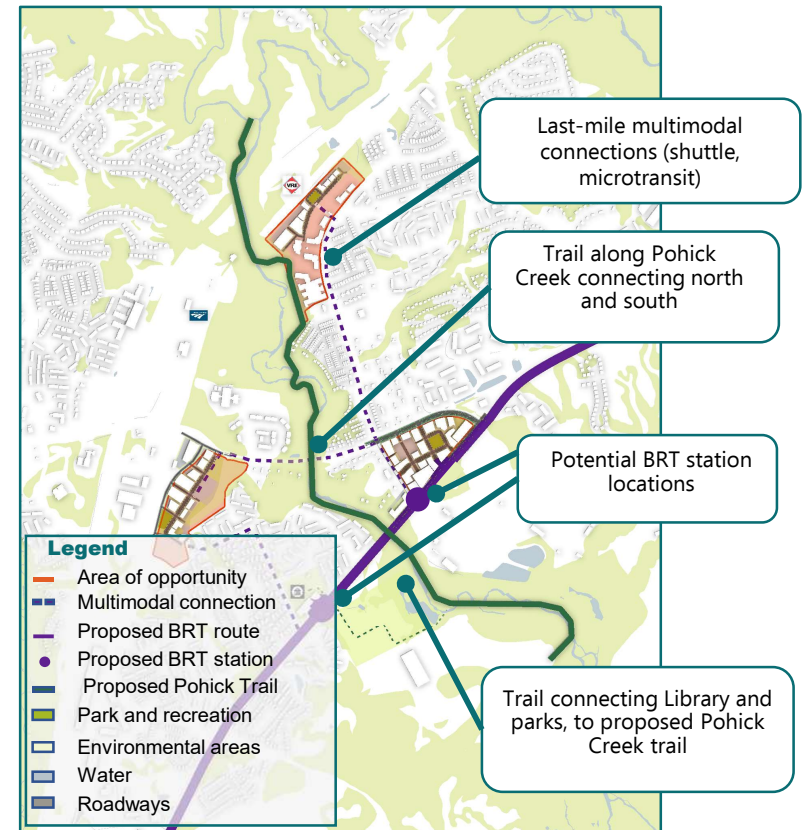 Last-mile multimodal
connections (shuttle,
microtransit)
Trail along Pohick
Creek connecting north
and south
VRE
Potential BRT station
locations
Legend
Area of opportunity
Multimodal connection
Proposed BRT route
Proposed BRT station
Proposed Pohick Trail
Park and recreation
Environmental areas
Water
Roadways
Trail connecting Library and
parks, to proposed Pohick
Creek trail